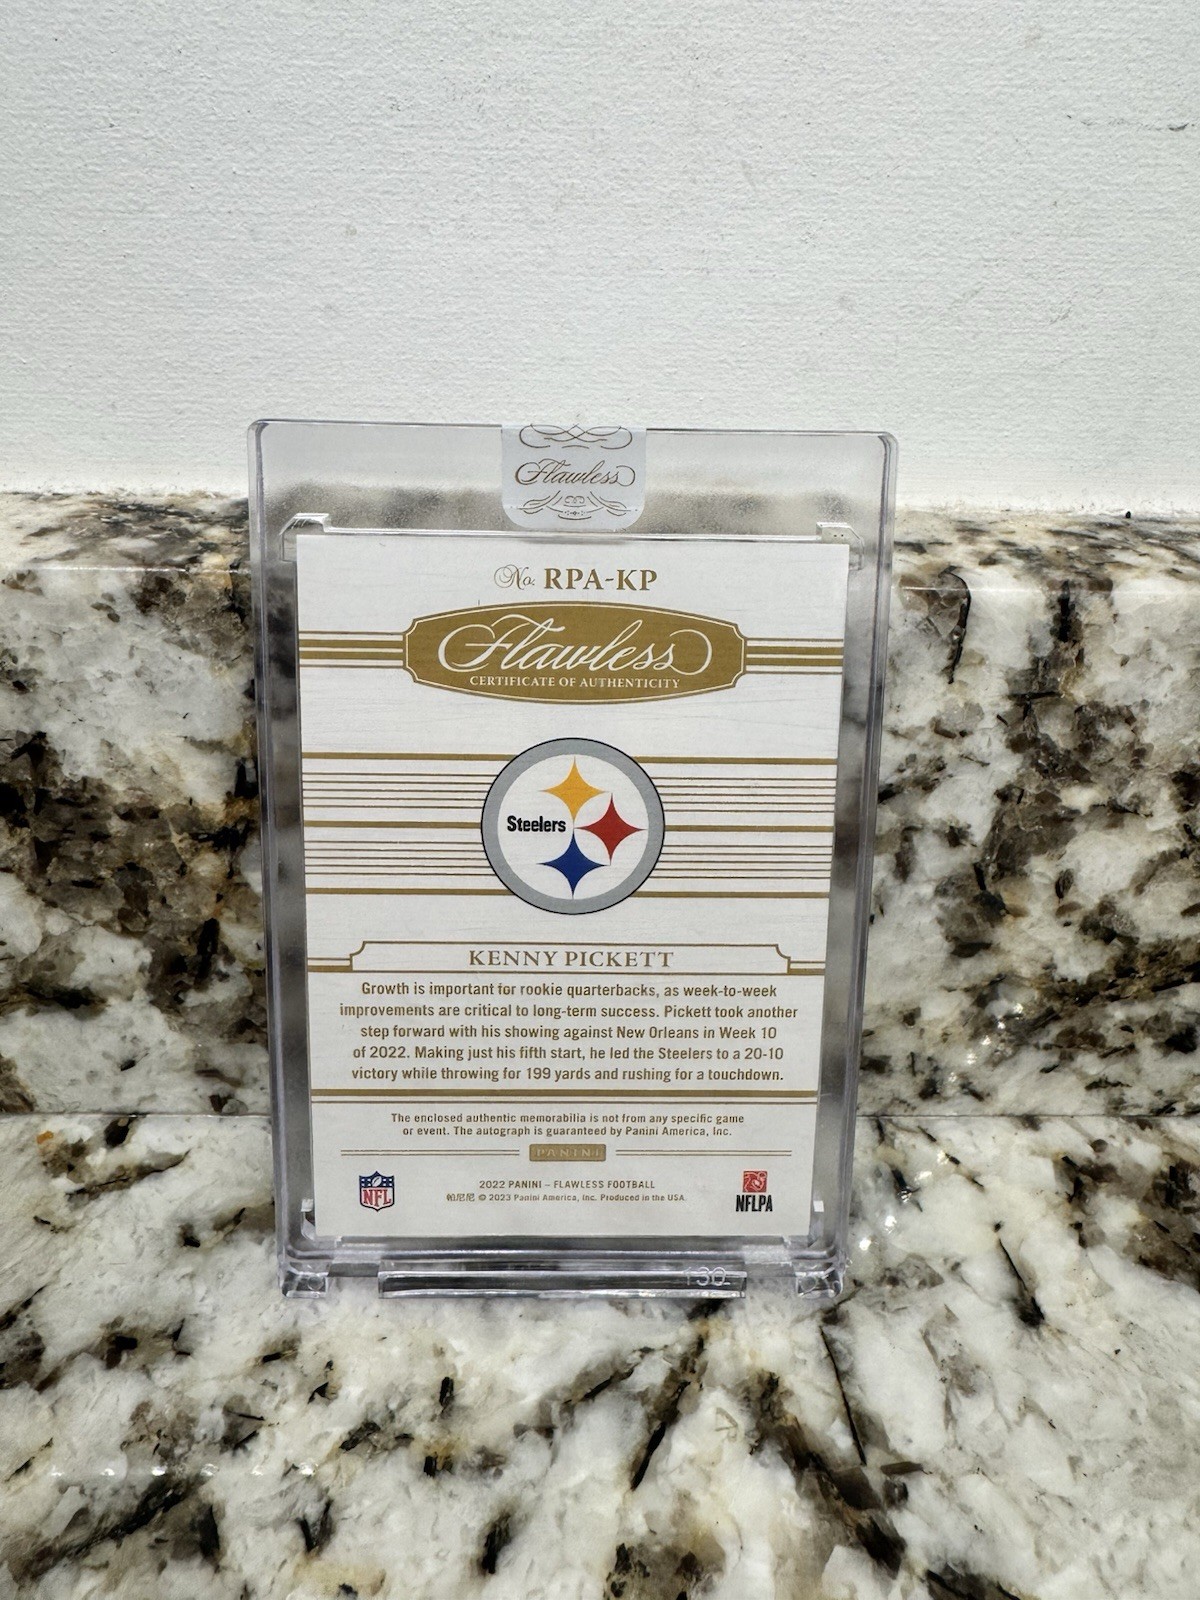 Flawless
No. RPA-KP
Flawless
CERTIFICATE OF AUTHENTICITY
Steelers
KENNY PICKETT
Growth is important for rookie quarterbacks, as week-to-week
improvements are critical to long-term success. Pickett took another
step forward with his showing against New Orleans in Week 10
of 2022. Making just his fifth start, he led the Steelers to a 20-10
victory while throwing for 199 yards and rushing for a touchdown.
The enclosed authentic memorabilia is not from any specific game
or event. The autograph is guaranteed by Panini America, Inc.
PANINI
2022 PANINI – FLAWLESS FOOTBALL
帕尼尼 © 2023 Panini America, Inc. Produced in the USA.
NFL
NFLPA
130